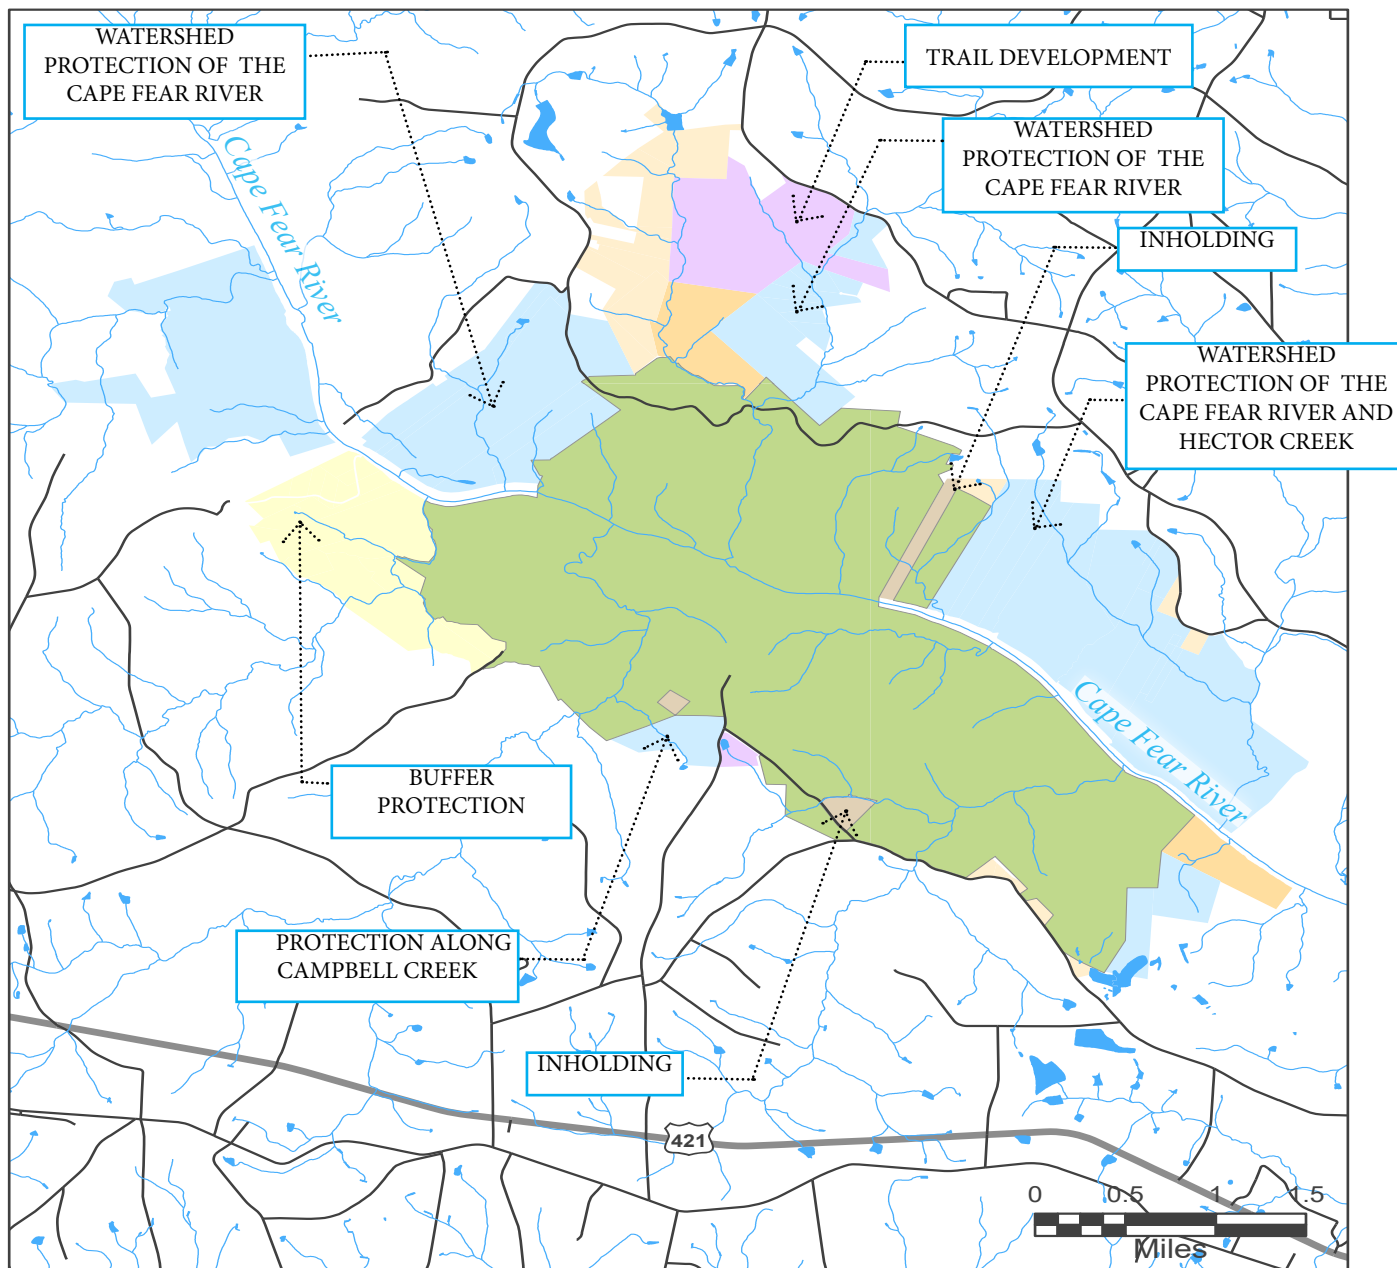 WATERSHED
PROTECTION OF THE
CAPE FEAR RIVER
TRAIL DEVELOPMENT
WATERSHED
PROTECTION OF THE
CAPE FEAR RIVER
INHOLDING
Cape Fear River
WATERSHED
PROTECTION OF THE
CAPE FEAR RIVER AND
HECTOR CREEK
Cape Fear River
BUFFER
PROTECTION
PROTECTION ALONG
CAMPBELL CREEK
INHOLDING
421
0 0.5 1 1.5
Miles